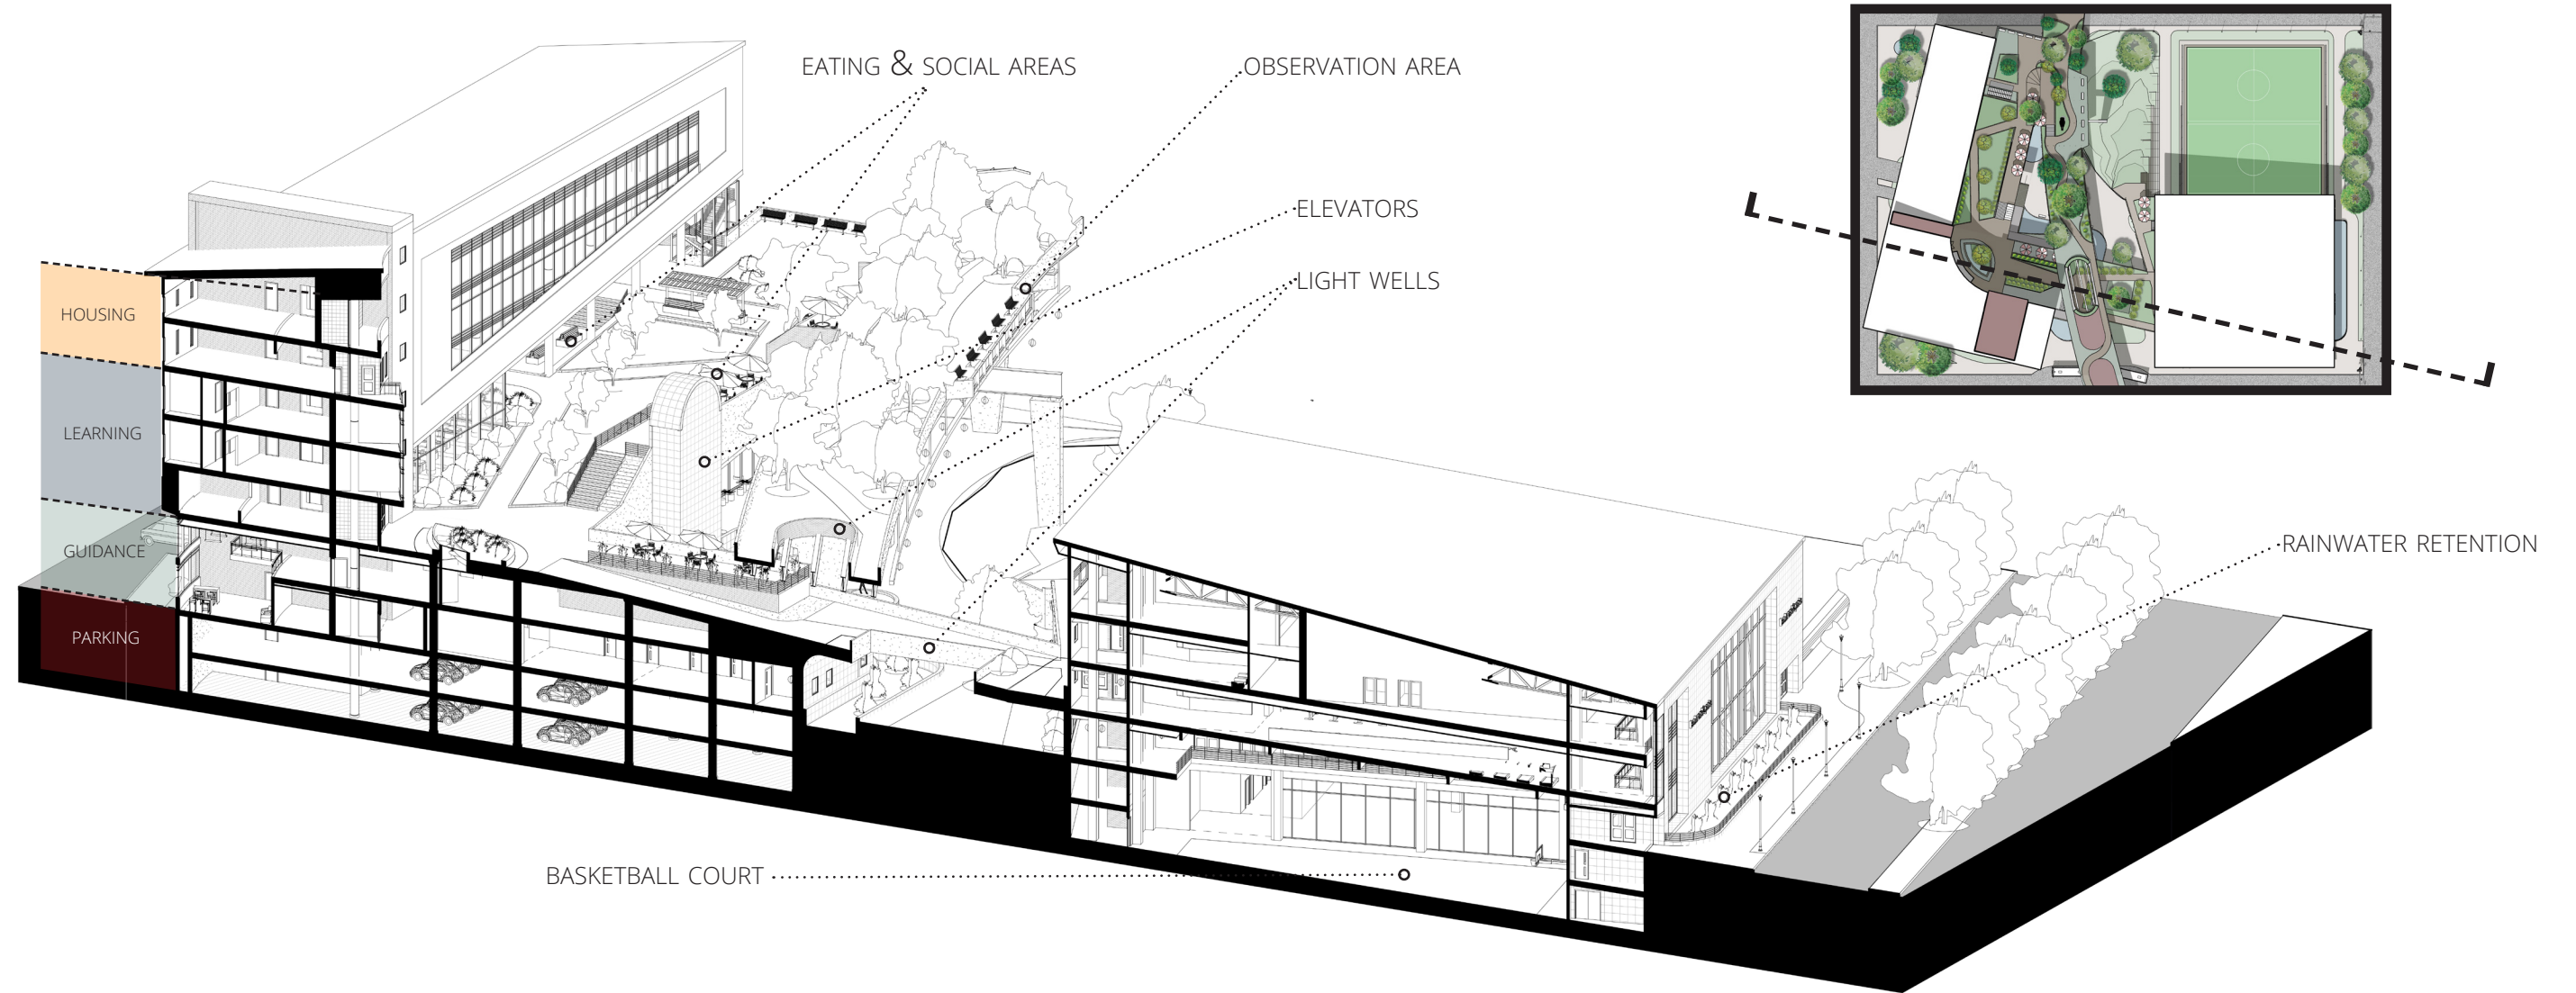 EATING & SOCIAL AREAS
OBSERVATION AREA
ELEVATORS
LIGHT WELLS
HOUSING
LEARNING
GUIDANCE
PARKING
RAINWATER RETENTION
BASKETBALL COURT